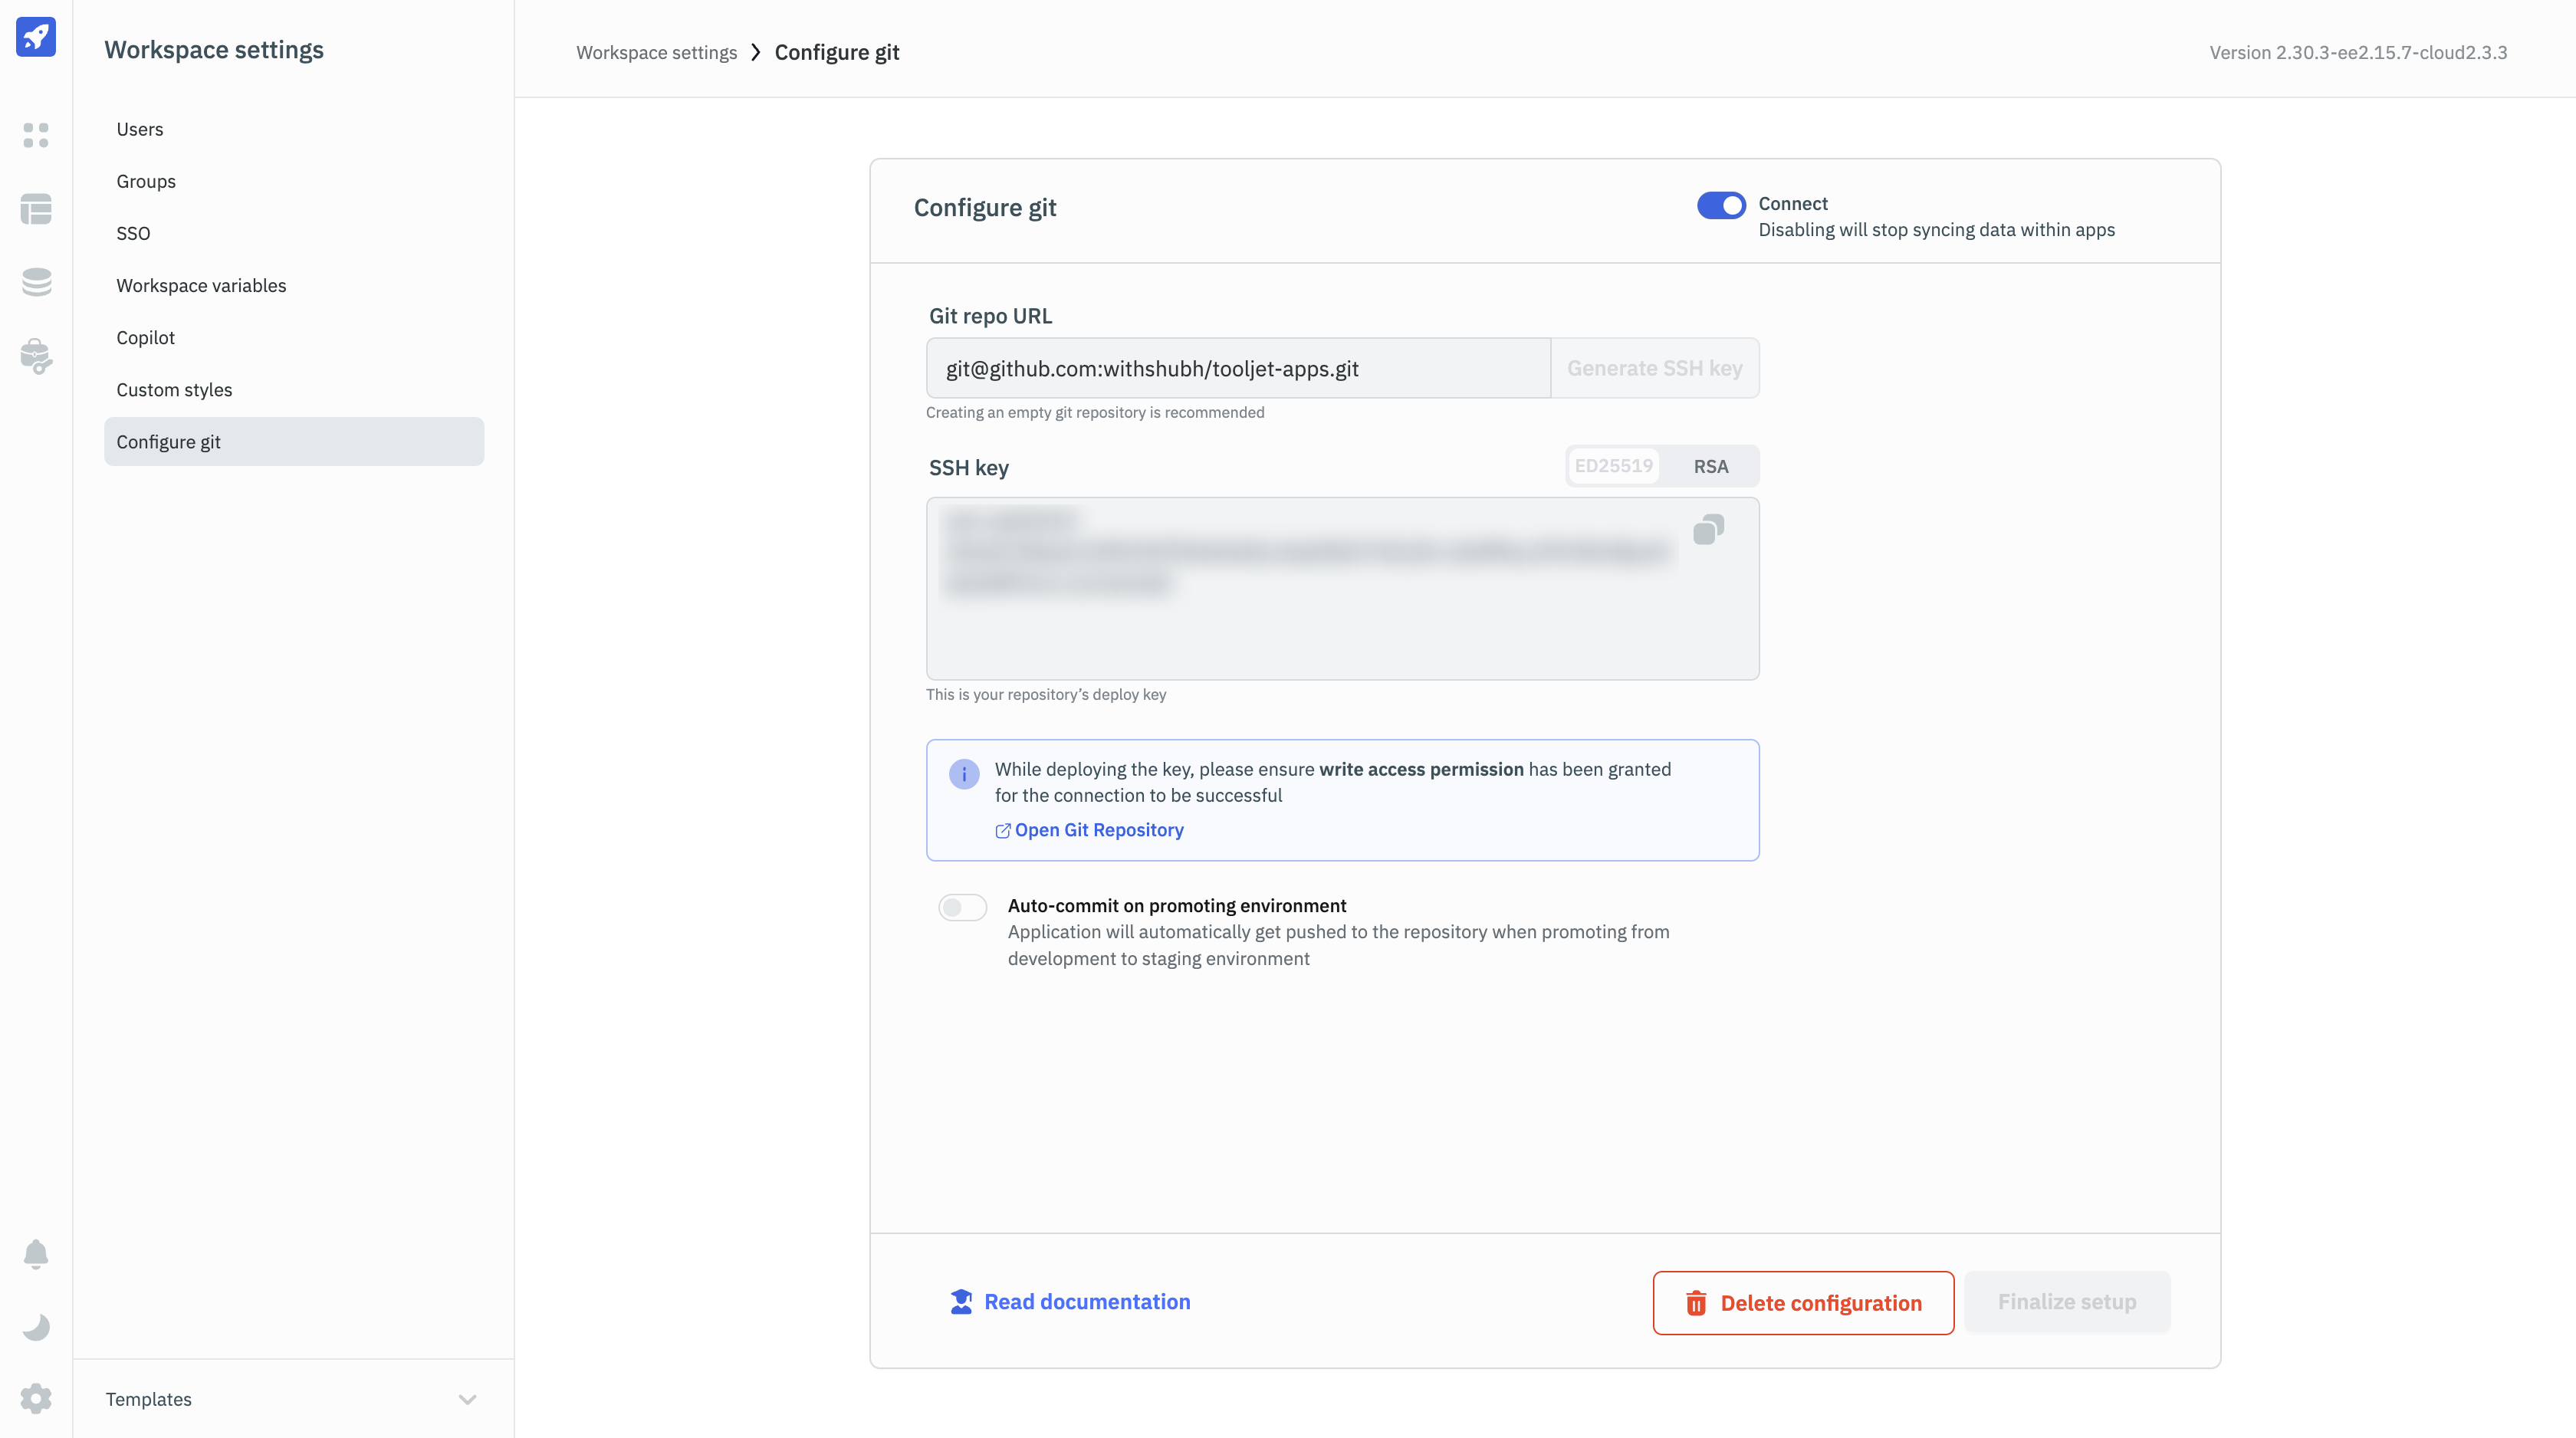 Workspace settings
Users
Groups
SSO
Workspace variables
Copilot
Custom styles
Configure git
Templates
Workspace settings
Configure git
Version 2.30.3-ee2.15.7-cloud2.3.3
Configure git
Connect
Disabling will stop syncing data within apps
Git repo URL
git@github.com:withshubh/tooljet-apps.git
Generate SSH key
Creating an empty git repository is recommended
SSH key
ED25519
RSA
This is your repository’s deploy key
While deploying the key, please ensure write access permission has been granted
for the connection to be successful
Open Git Repository
Auto-commit on promoting environment
Application will automatically get pushed to the repository when promoting from
development to staging environment
Read documentation
Delete configuration
Finalize setup